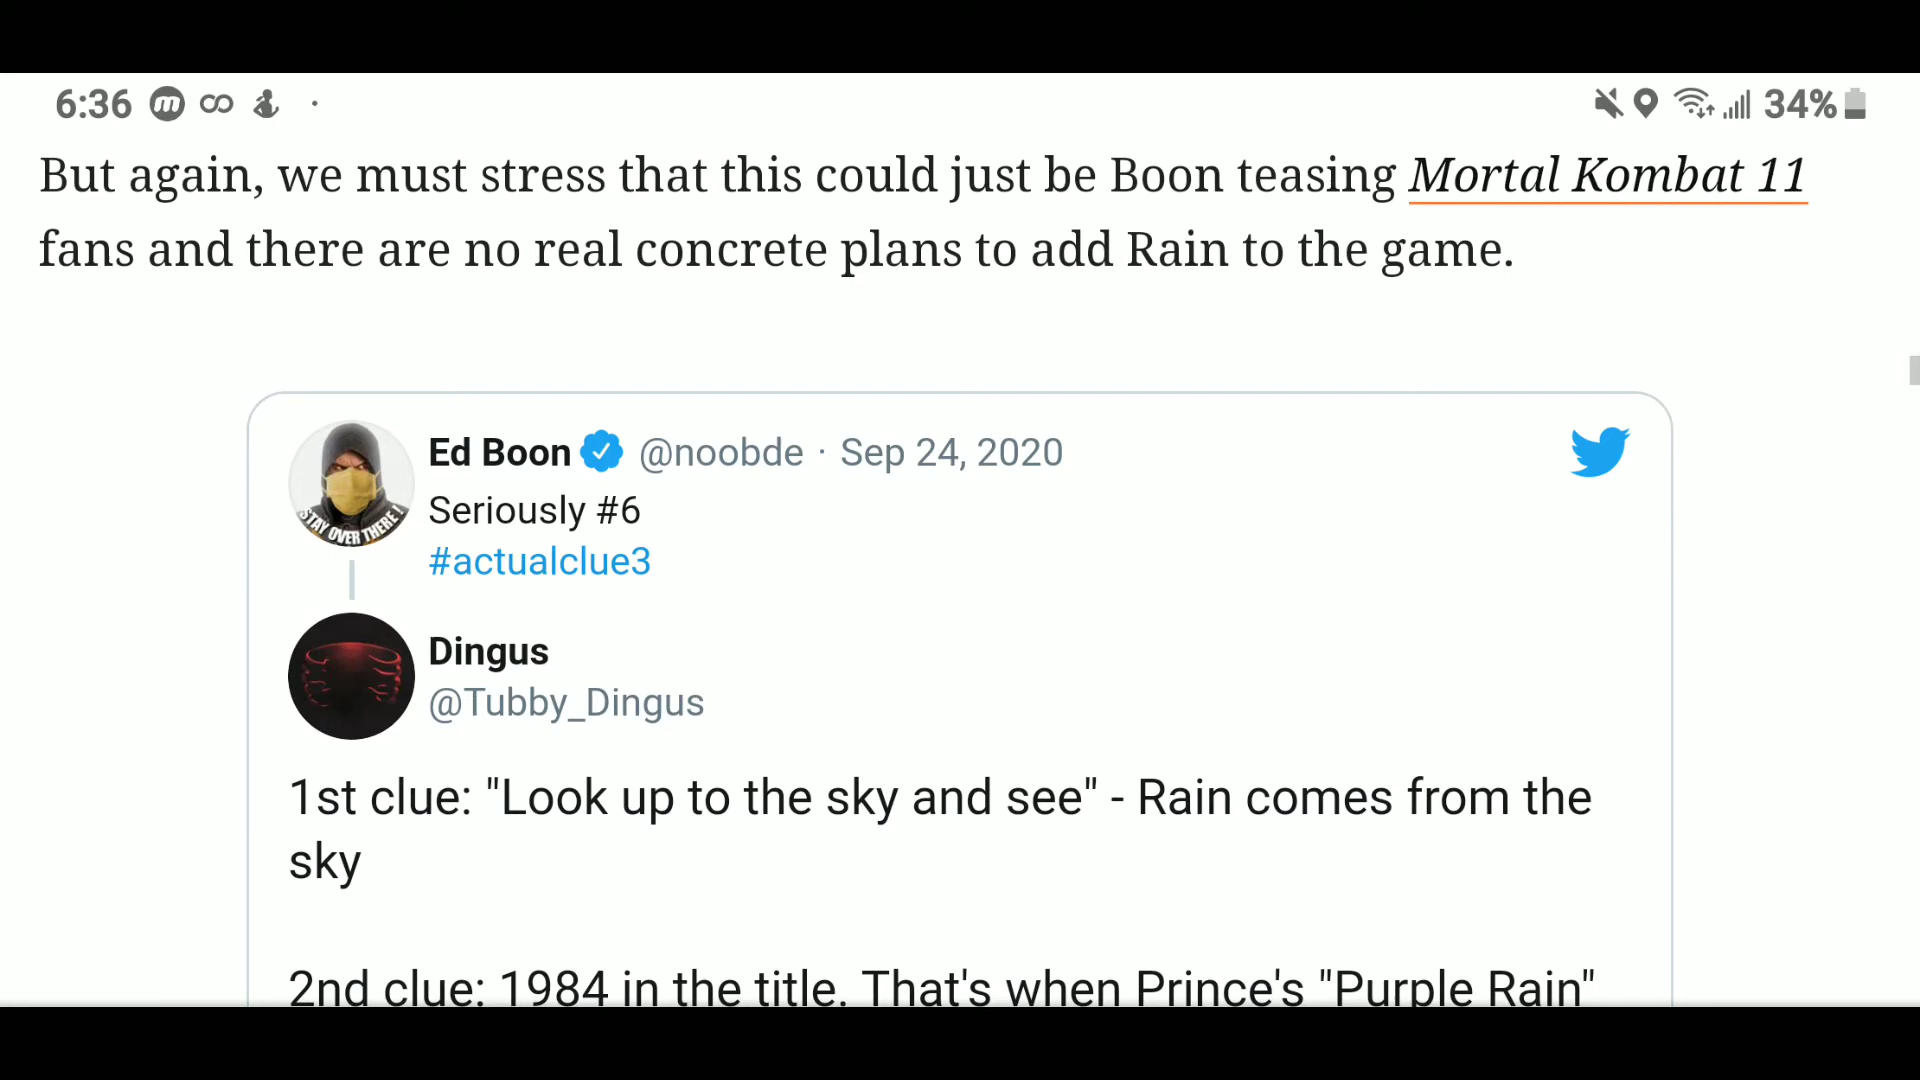 6:36
34%
But again, we must stress that this could just be Boon teasing Mortal Kombat 11
fans and there are no real concrete plans to add Rain to the game.
Ed Boon @noobde · Sep 24, 2020
Seriously #6
#actualclue3
STAY OVER THERE!
Dingus
@Tubby_Dingus
1st clue: "Look up to the sky and see" - Rain comes from the
sky
2nd clue: 1984 in the title. That's when Prince's "Purple Rain"